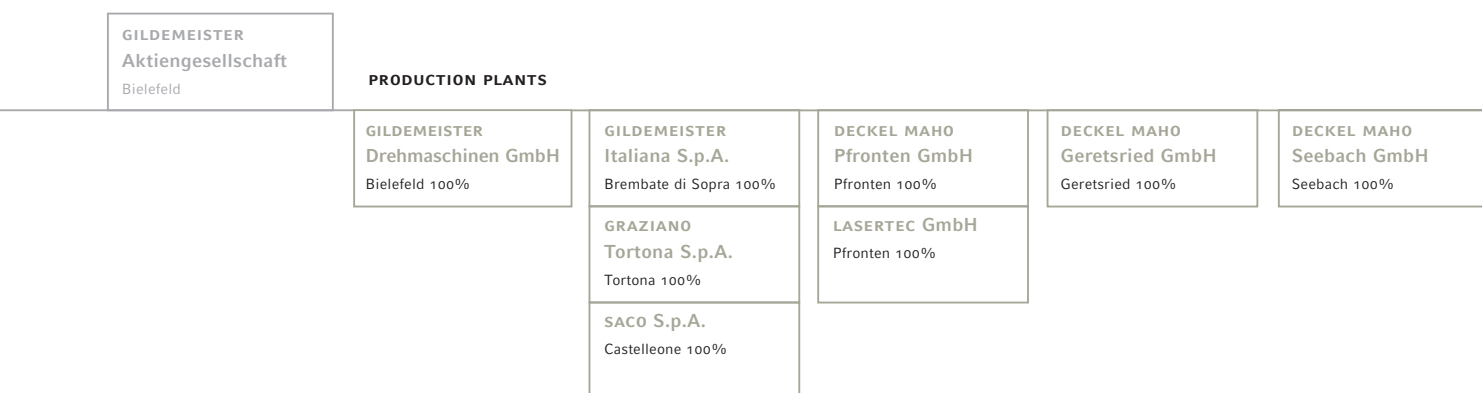 GILDEMEISTER
Aktiengesellschaft
Bielefeld
PRODUCTION PLANTS
GILDEMEISTER
Drehmaschinen GmbH
Bielefeld 100%
GILDEMEISTER
Italiana S.p.A.
Brembate di Sopra 100%
DECKEL MAHO
Pfronten GmbH
Pfronten 100%
DECKEL MAHO
Geretsried GmbH
Geretsried 100%
DECKEL MAHO
Seebach GmbH
Seebach 100%
GRAZIANO
Tortona S.p.A.
Tortona 100%
LASERTEC GmbH
Pfronten 100%
SACO S.p.A.
Castelleone 100%